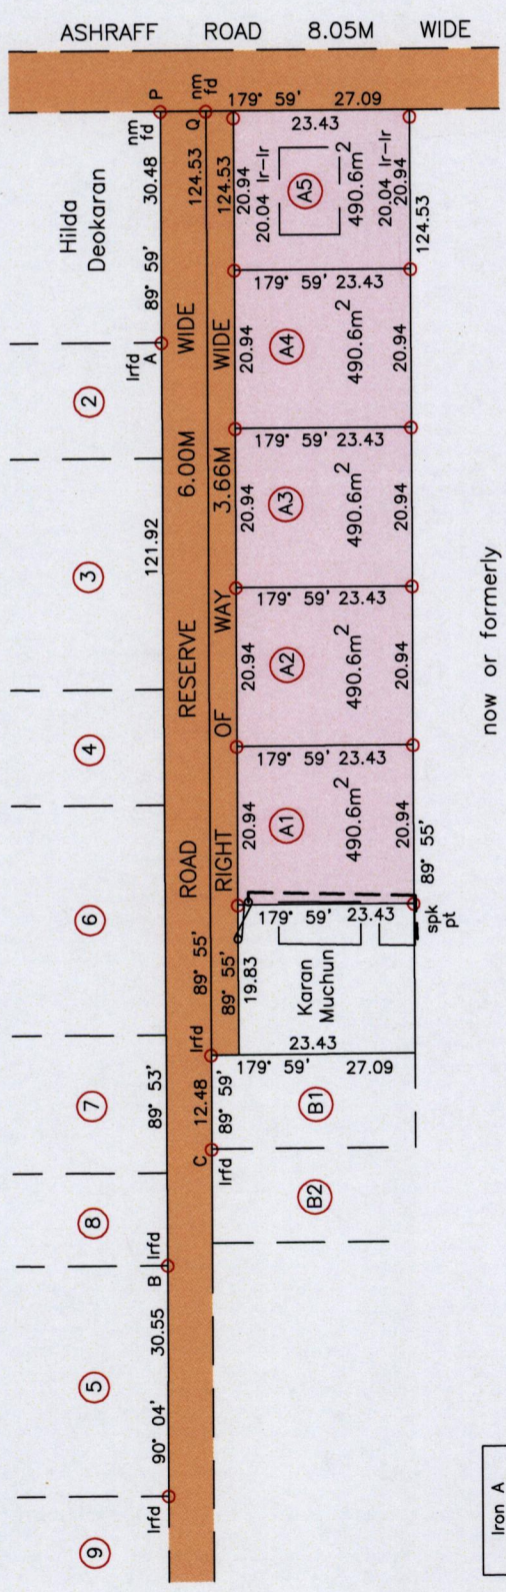 ASHRAFF ROAD 8.05M WIDE
P
nm
fd
Q
nm
fd
179° 59' 27.09
23.43
Hilda
Deokaran
89° 59' 30.48
Irfd
A
121.92
124.53
124.53
20.94
20.04 Ir-Ir
A5
490.6m²
20.04 Ir-Ir
20.94
124.53
179° 59' 23.43
20.94
A4
490.6m²
20.94
179° 59' 23.43
20.94
A3
490.6m²
20.94
179° 59' 23.43
20.94
A2
490.6m²
20.94
179° 59' 23.43
20.94
A1
490.6m²
20.94
89° 55'
179° 59' 23.43
spk
pt
ROAD RESERVE 6.00M WIDE
RIGHT OF WAY 3.66M WIDE
89° 55'
89° 55'
19.83
Karan
Muchun
23.43
179° 59' 27.09
Irfd
12.48
89° 59'
C
Irfd
B1
B2
2
3
4
6
7
8
5
9
89° 53'
Irfd
B
90° 04' 30.55
Irfd
now or formerly
Iron A